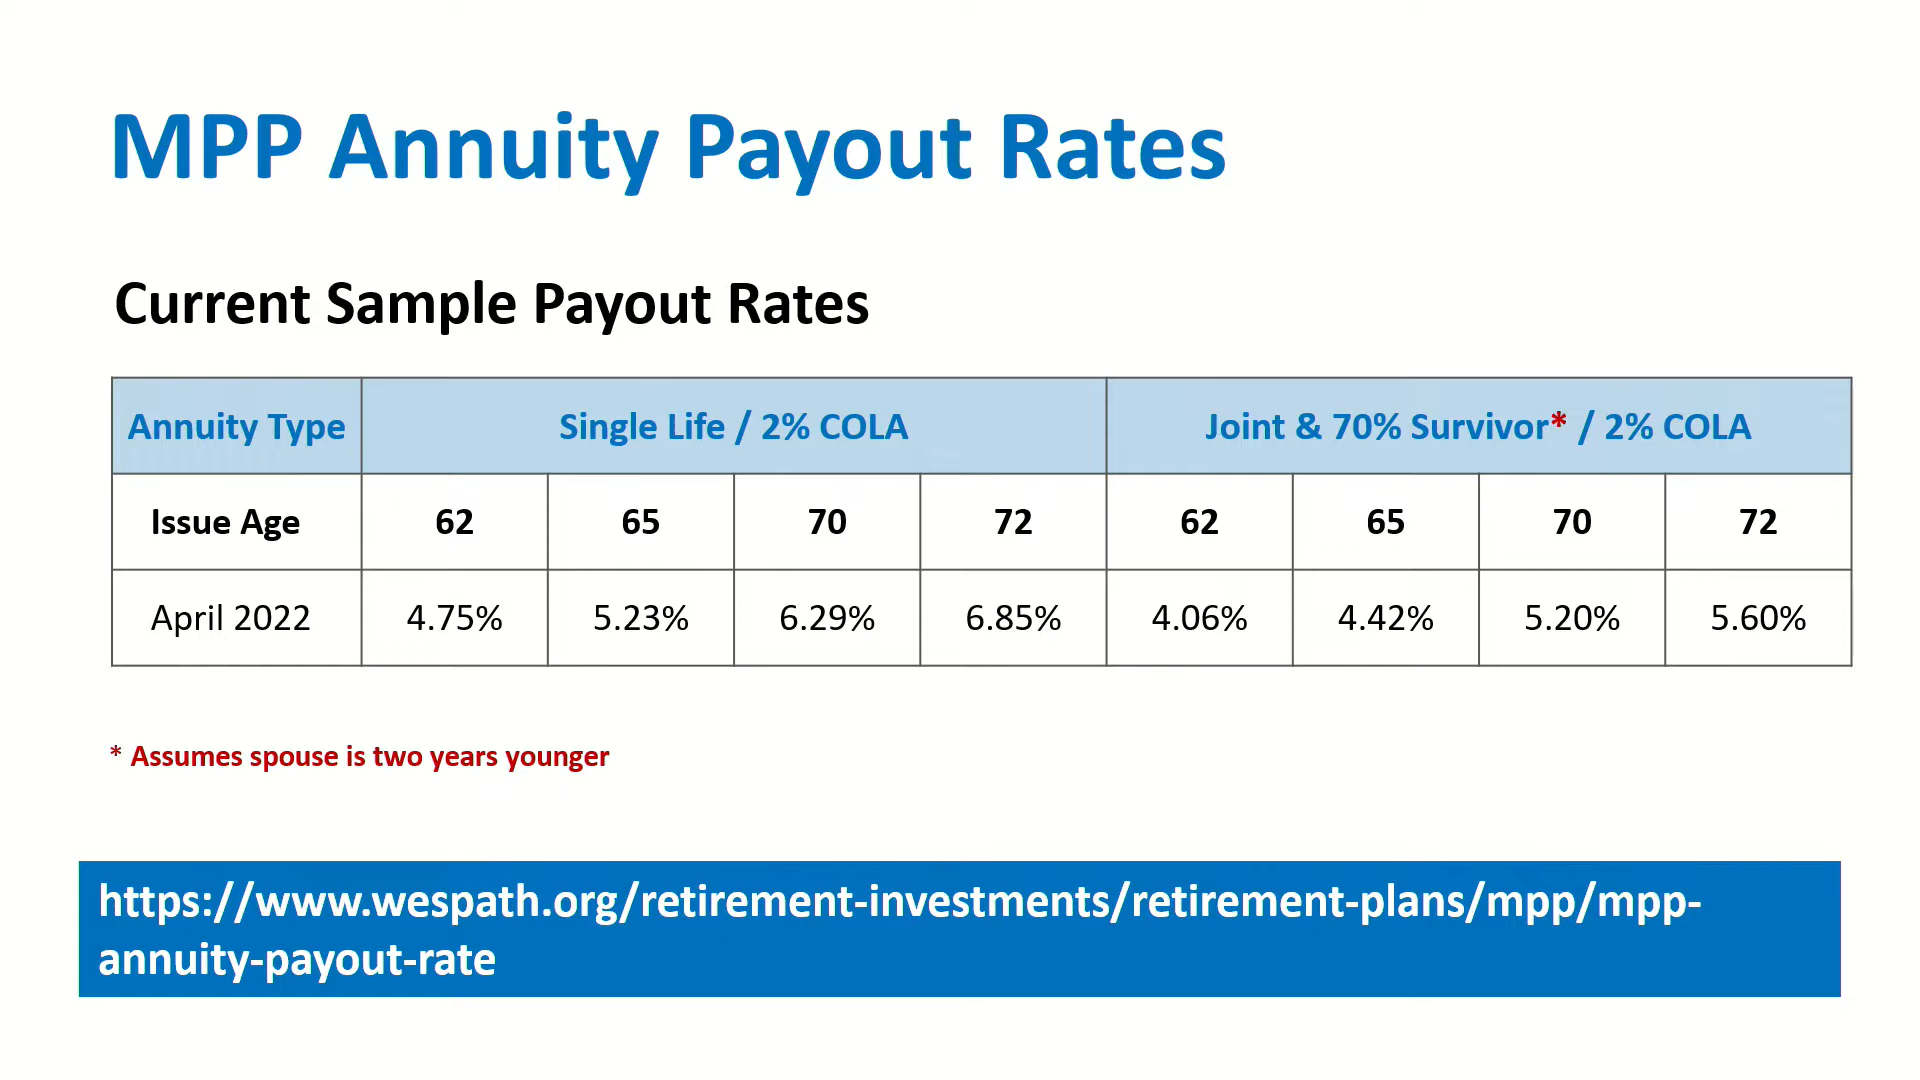 MPP Annuity Payout Rates
Current Sample Payout Rates
Annuity Type Single Life / 2% COLA Joint & 70% Survivor* / 2% COLA
Issue Age 62 65 70 72 62 65 70 72
April 2022 4.75% 5.23% 6.29% 6.85% 4.06% 4.42% 5.20% 5.60%
* Assumes spouse is two years younger
https://www.wespath.org/retirement-investments/retirement-plans/mpp/mpp-
annuity-payout-rate